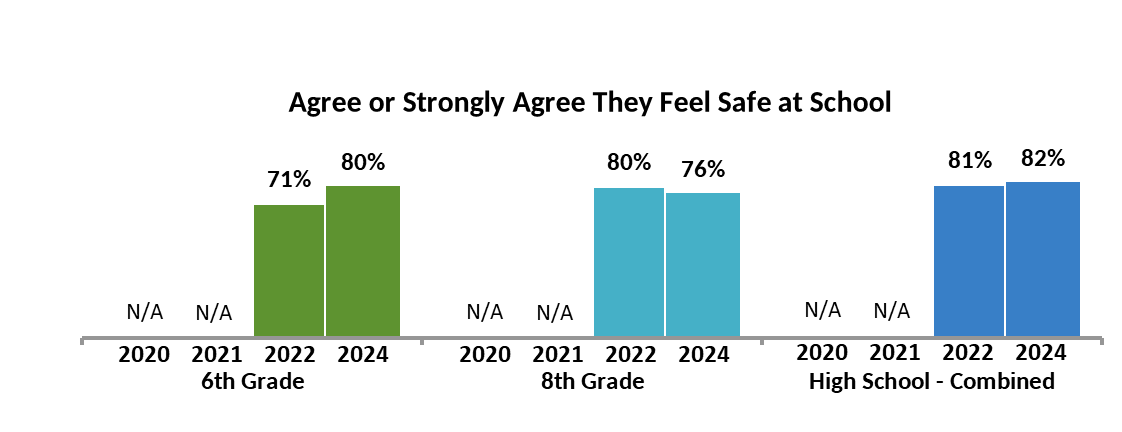 Agree or Strongly Agree They Feel Safe at School
71% 80% 80% 76% 81% 82%
N/A N/A N/A N/A N/A N/A
2020 2021 2022 2024 2020 2021 2022 2024 2020 2021 2022 2024
6th Grade 8th Grade High School - Combined